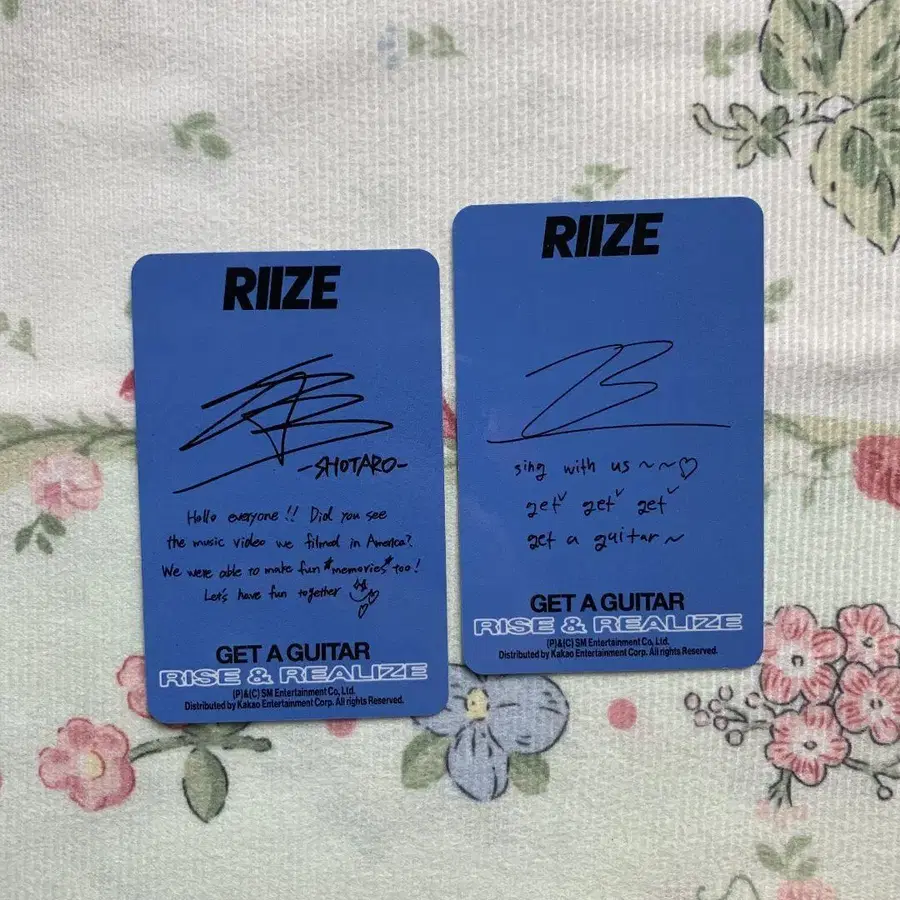 RIIZE
-SHOTARO-
Hello everyone!! Did you see
the music video we filmed in America?
We were able to make fun *memories* too!
Let's have fun together
GET A GUITAR
RISE & REALIZE
(P)&(C) SM Entertainment Co., Ltd.
Distributed by Kakao Entertainment Corp. All rights Reserved.
RIIZE
sing with us ~~♡
get✓ get✓ get✓
get a guitar ~
GET A GUITAR
RISE & REALIZE
(P)&(C) SM Entertainment Co., Ltd.
Distributed by Kakao Entertainment Corp. All rights Reserved.